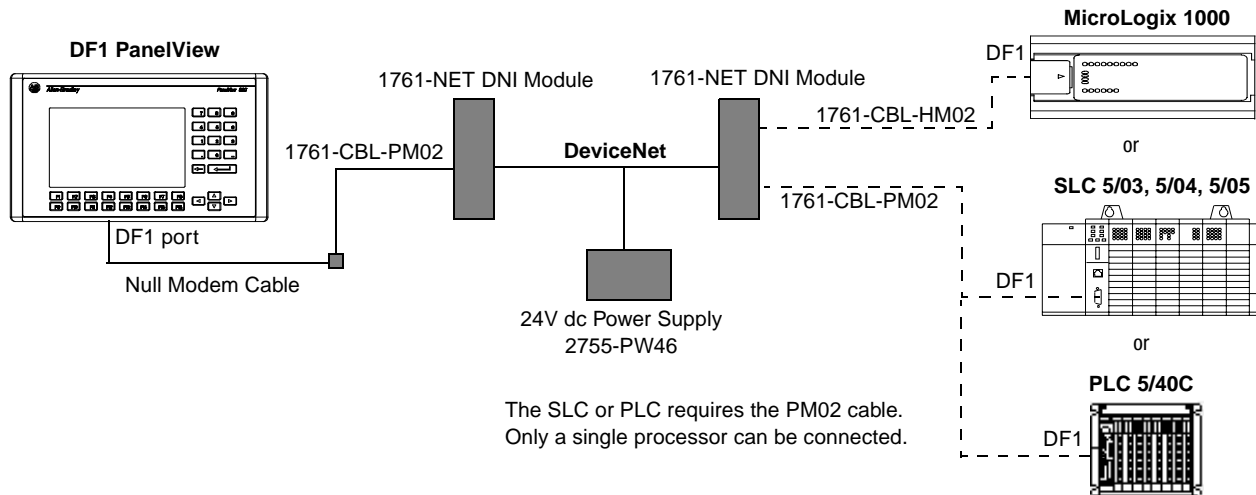 MicroLogix 1000
DF1 PanelView
DF1
1761-NET DNI Module
1761-NET DNI Module
Allen-Bradley
1761-CBL-HM02
1761-CBL-PM02
DeviceNet
or
SLC 5/03, 5/04, 5/05
1761-CBL-PM02
DF1 port
Null Modem Cable
DF1
24V dc Power Supply
2755-PW46
or
PLC 5/40C
The SLC or PLC requires the PM02 cable.
Only a single processor can be connected.
DF1